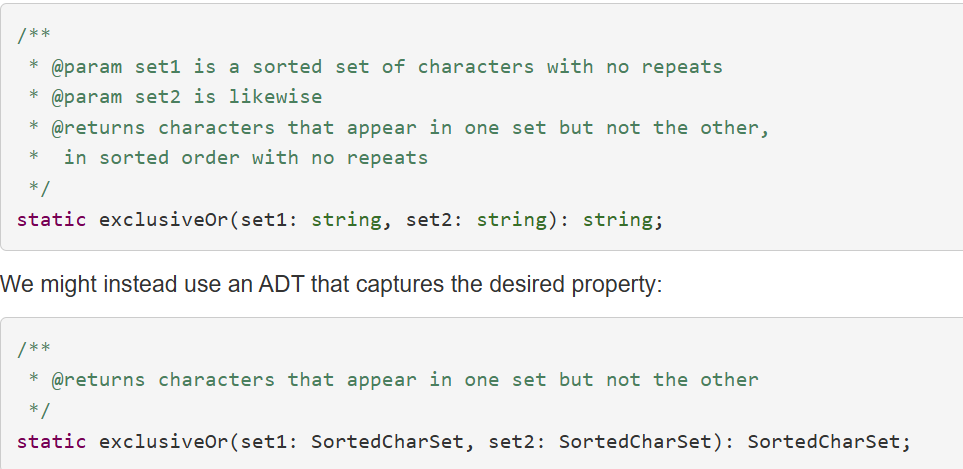 /**
 * @param set1 is a sorted set of characters with no repeats
 * @param set2 is likewise
 * @returns characters that appear in one set but not the other,
 *  in sorted order with no repeats
 */
static exclusiveOr(set1: string, set2: string): string;
We might instead use an ADT that captures the desired property:
/**
 * @returns characters that appear in one set but not the other
 */
static exclusiveOr(set1: SortedCharSet, set2: SortedCharSet): SortedCharSet;